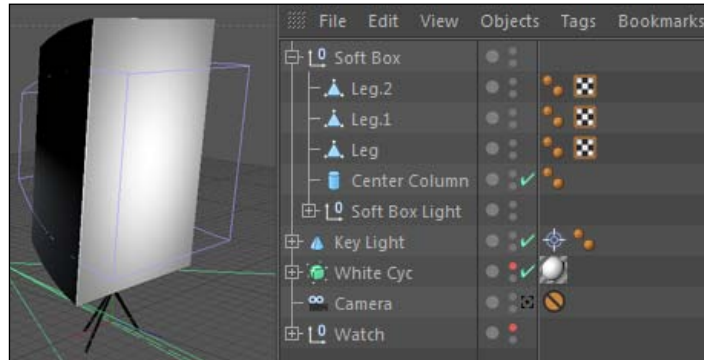 File Edit View Objects Tags Bookmarks
Soft Box
Leg.2
Leg.1
Leg
Center Column
Soft Box Light
Key Light
White Cyc
Camera
Watch